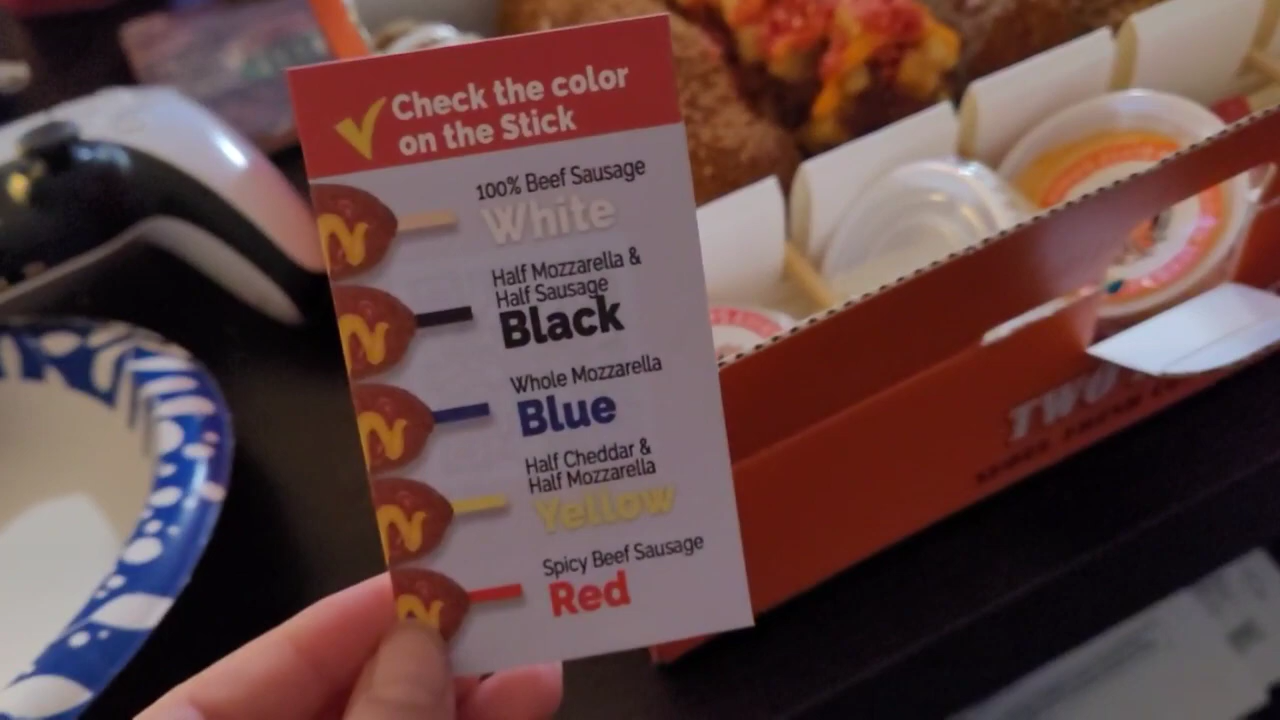 Check the color
on the Stick
100% Beef Sausage
White
Half Mozzarella &
Half Sausage
Black
Whole Mozzarella
Blue
Half Cheddar &
Half Mozzarella
Yellow
Spicy Beef Sausage
Red
TWO